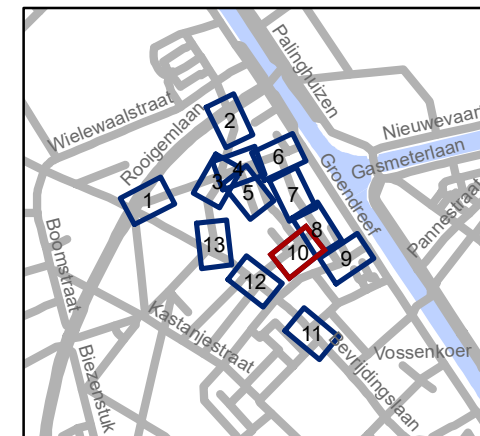 Palinghuizen
Wielewaalstraat
Rooigemlaan
Nieuwevaart
Gasmeterlaan
Groendreef
Pannestraat
Boomstraat
Biezenstuk
Kastanjestraat
Bevrijdingslaan
Vossenkoer
1
2
3
4
5
6
7
8
9
10
11
12
13